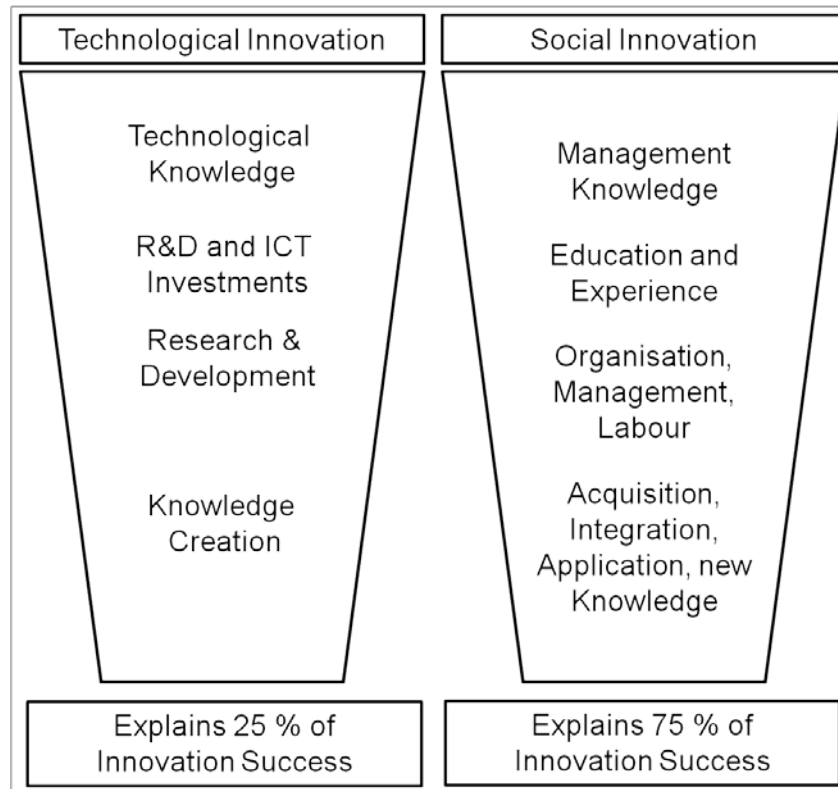 Technological Innovation
Technological
Knowledge
R&D and ICT
Investments
Research &
Development
Knowledge
Creation
Explains 25 % of
Innovation Success
Social Innovation
Management
Knowledge
Education and
Experience
Organisation,
Management,
Labour
Acquisition,
Integration,
Application, new
Knowledge
Explains 75 % of
Innovation Success